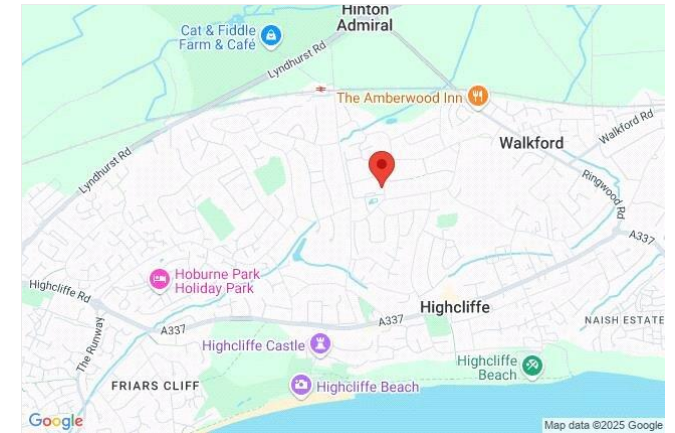 Hinton
Admiral
Cat & Fiddle
Farm & Café
Lyndhurst Rd
The Amberwood Inn
Walkford
Walkford Rd
Lyndhurst Rd
Ringwood Rd
A337
Hoburne Park
Holiday Park
Highcliffe Rd
Highcliffe
A337
A337
NAISH ESTATE
The Runway
Highcliffe Castle
Highcliffe
Beach
FRIARS CLIFF
Highcliffe Beach
Google
Map data ©2025 Google